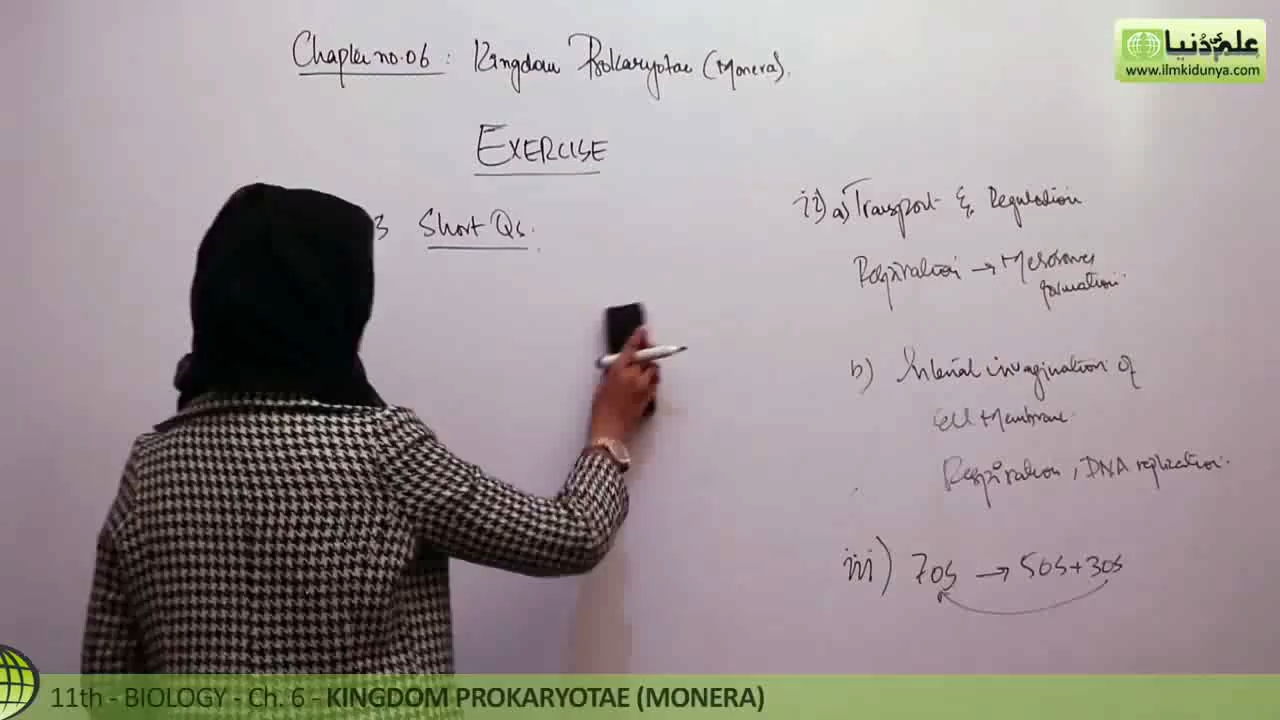 Chapter no.06 : Kingdom Prokaryotae (Monera).
علم کی دنیا
www.ilmkidunya.com
EXERCISE
3 Short Qs.
ii) a) Transport & Regulation
Respiration → Mesosomes
formation.
b) Internal invagination of
Cell Membrane.
Respiration, DNA replication.
iii) 70S → 50S+30S
11th - BIOLOGY - Ch. 6 - KINGDOM PROKARYOTAE (MONERA)